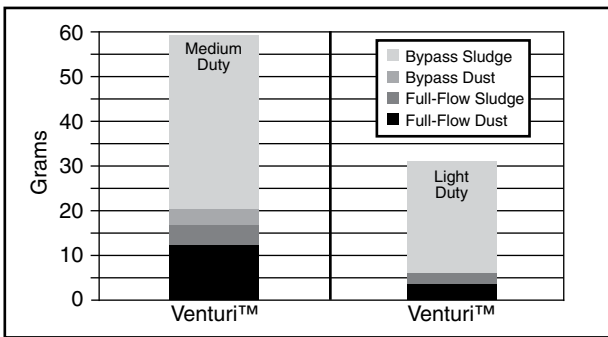 60
50
40
30
20
10
0
Grams
Medium
Duty
Bypass Sludge
Bypass Dust
Full-Flow Sludge
Full-Flow Dust
Light
Duty
Venturi™
Venturi™